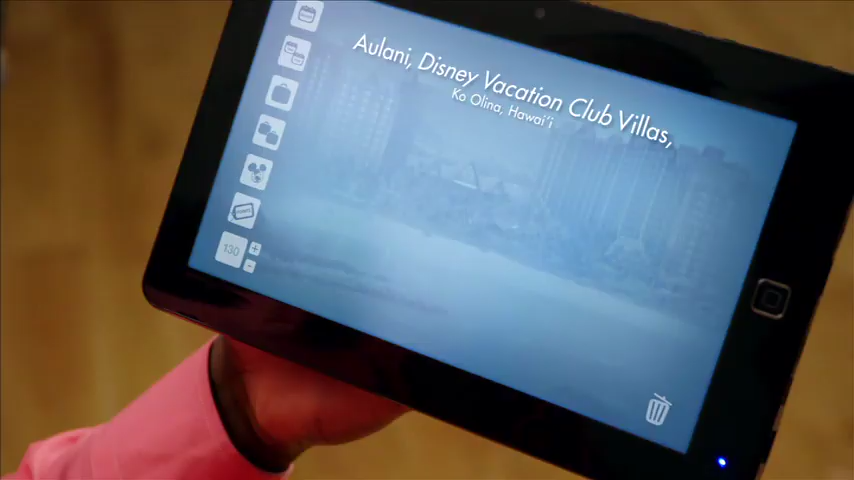 Aulani, Disney Vacation Club Villas,
Ko Olina, Hawai'i
130
+
-